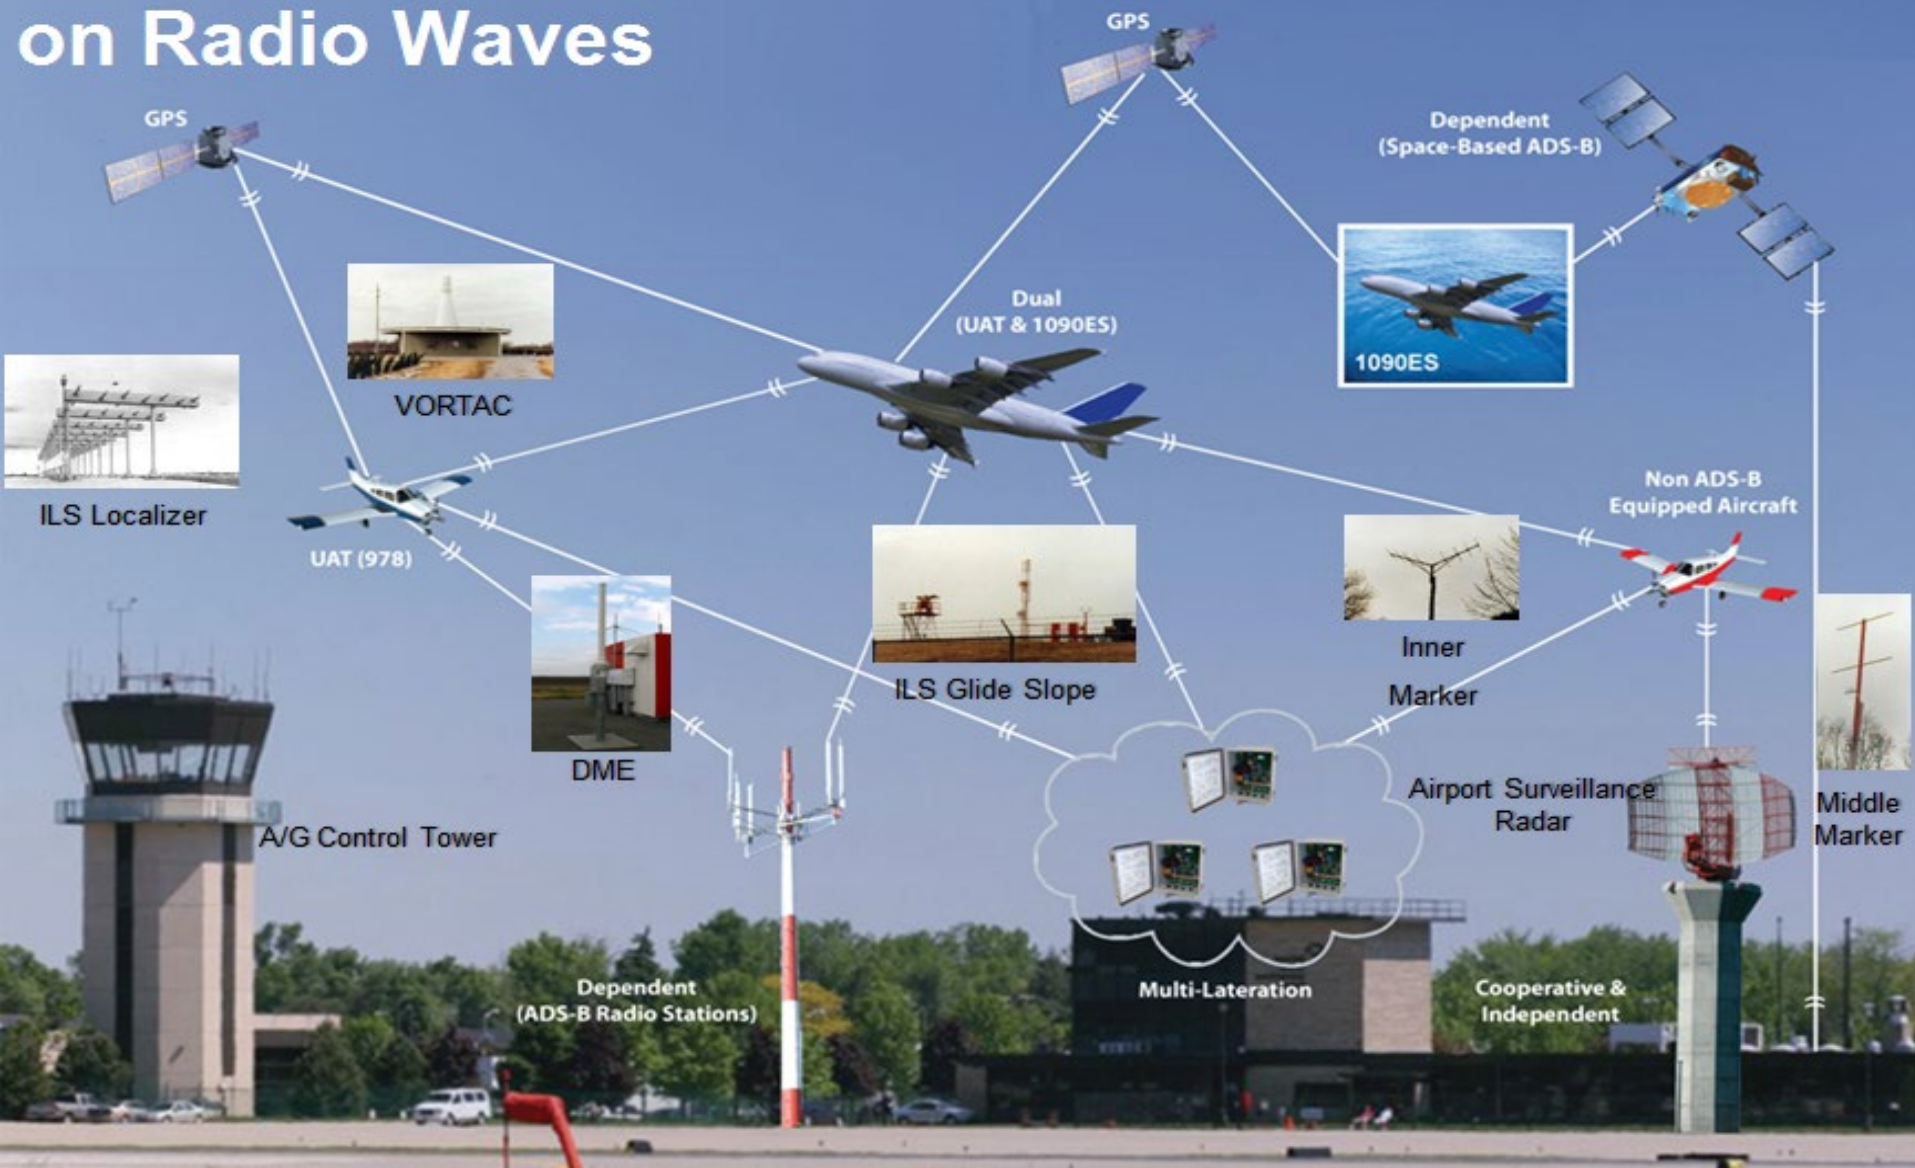 on Radio Waves
GPS
GPS
Dependent
(Space-Based ADS-B)
Dual
(UAT & 1090ES)
1090ES
VORTAC
ILS Localizer
UAT (978)
Non ADS-B
Equipped Aircraft
Inner
Marker
ILS Glide Slope
DME
A/G Control Tower
Airport Surveillance
Radar
Middle
Marker
Dependent
(ADS-B Radio Stations)
Multi-Lateration
Cooperative &
Independent